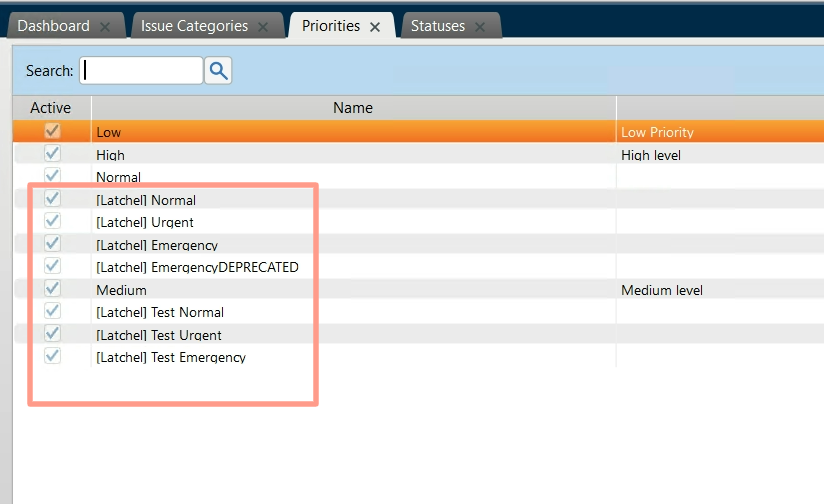 Dashboard Issue Categories Priorities Statuses
Search:
Active Name
Low Low Priority
High High level
Normal
[Latchel] Normal
[Latchel] Urgent
[Latchel] Emergency
[Latchel] EmergencyDEPRECATED
Medium Medium level
[Latchel] Test Normal
[Latchel] Test Urgent
[Latchel] Test Emergency